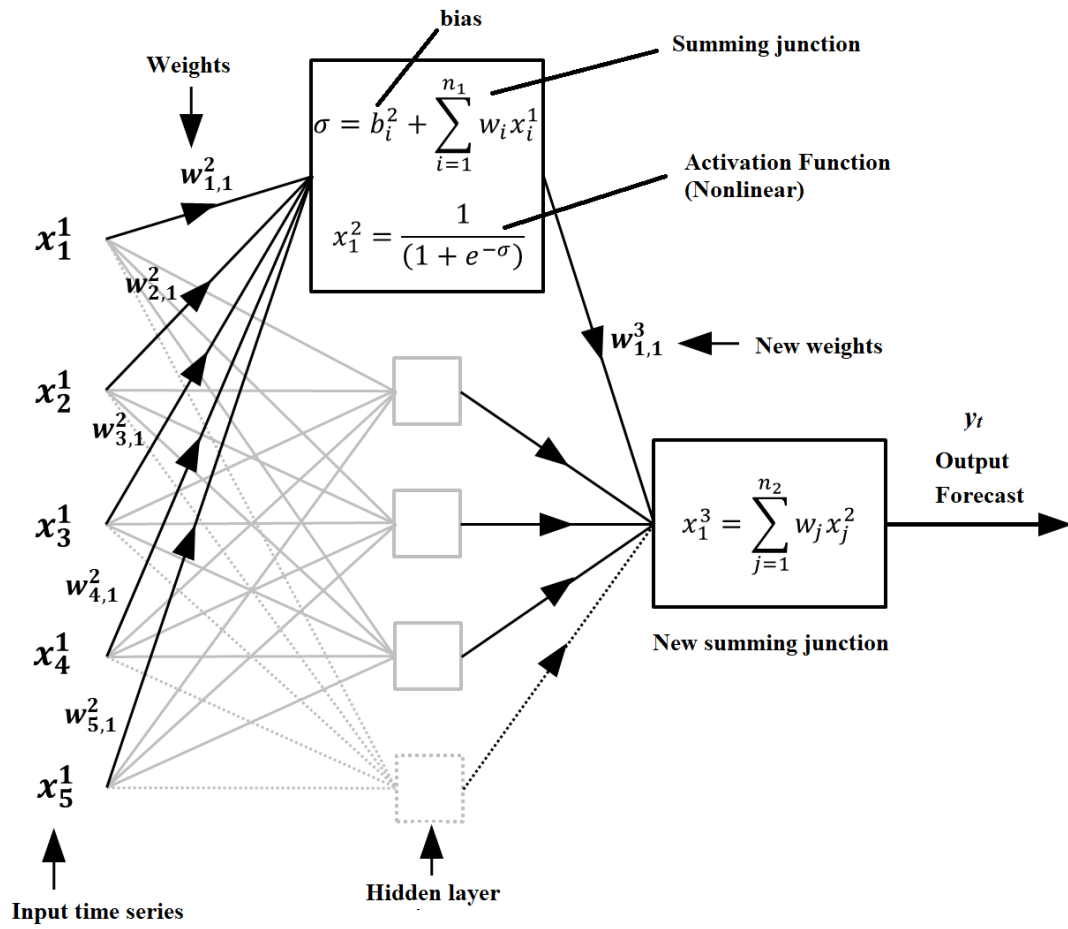 bias
Summing junction
Weights
σ = b_i^2 + \sum_{i=1}^{n_1} w_i x_i^1
Activation Function
(Nonlinear)
x_1^2 = \frac{1}{(1 + e^{-σ})}
w_{1,1}^2
x_1^1
w_{2,1}^2
w_{1,1}^3
New weights
x_2^1
w_{3,1}^2
y_t
Output
Forecast
x_3^1
x_1^3 = \sum_{j=1}^{n_2} w_j x_j^2
w_{4,1}^2
New summing junction
x_4^1
w_{5,1}^2
x_5^1
Hidden layer
Input time series